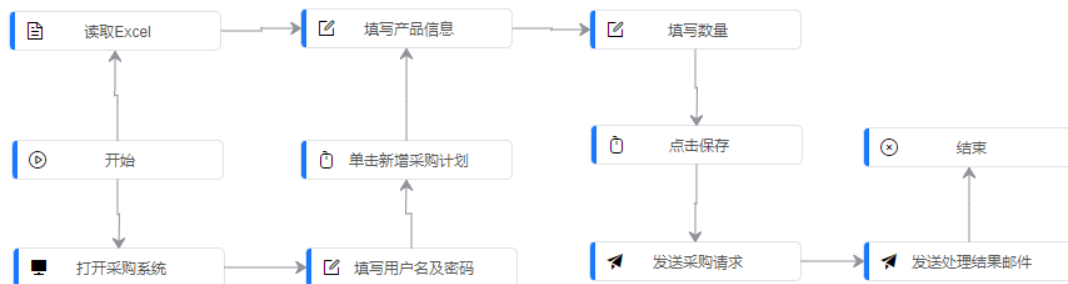 读取Excel
填写产品信息
填写数量
开始
单击新增采购计划
点击保存
结束
打开采购系统
填写用户名及密码
发送采购请求
发送处理结果邮件